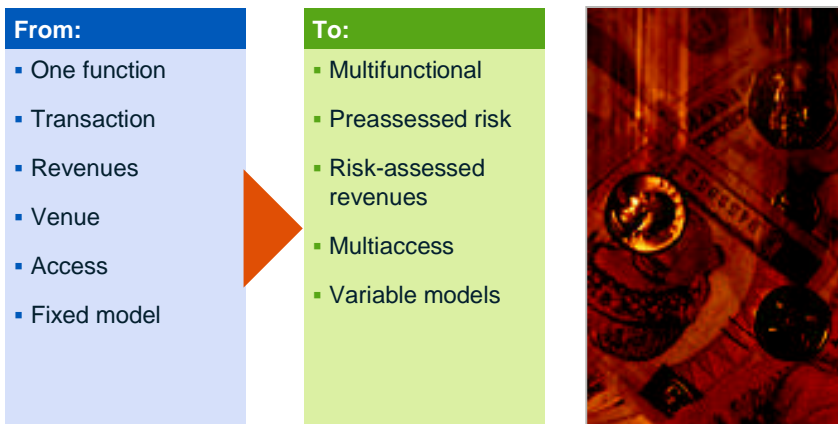 From:
▪ One function
▪ Transaction
▪ Revenues
▪ Venue
▪ Access
▪ Fixed model
To:
▪ Multifunctional
▪ Preassessed risk
▪ Risk-assessed
revenues
▪ Multiaccess
▪ Variable models